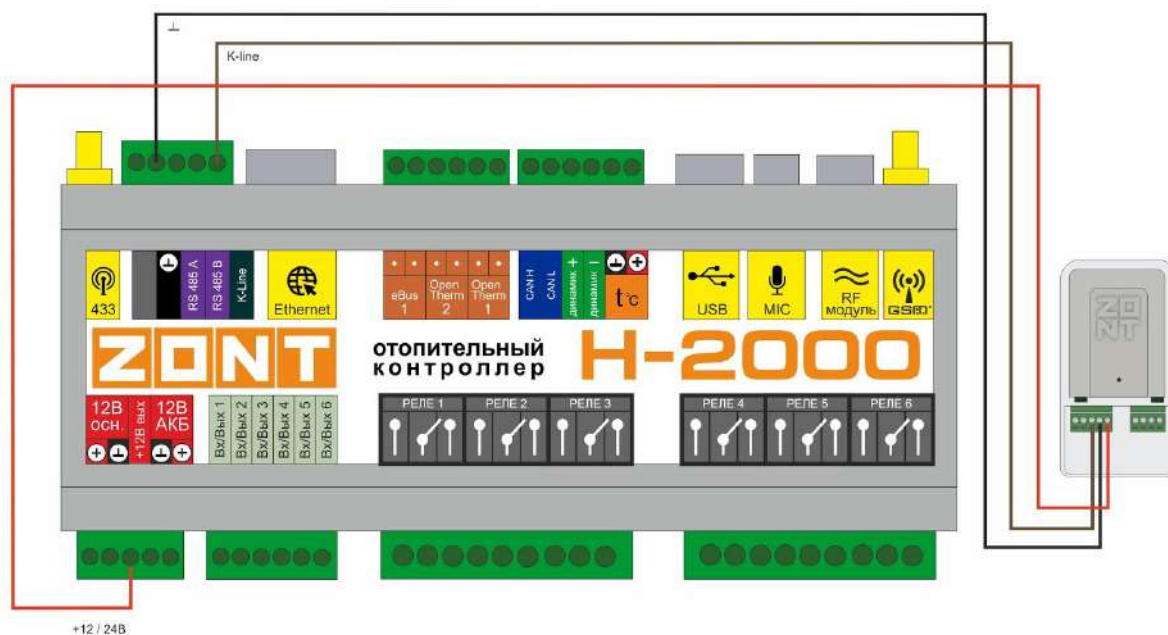 ⊥
K-line
433
⊥
RS 485 A
RS 485 B
K-Line
Ethernet
eBus
1
Open
Therm
2
Open
Therm
1
CAN H
CAN L
динамик +
динамик −
⊥ +
t°C
USB
MIC
RF
модуль
GSM
ZONT
отопительный
контроллер
H-2000
12В
осн.
+12В вых
12В
АКБ
+ ⊥ ⊥ +
Вх/Вых 1
Вх/Вых 2
Вх/Вых 3
Вх/Вых 4
Вх/Вых 5
Вх/Вых 6
РЕЛЕ 1
РЕЛЕ 2
РЕЛЕ 3
РЕЛЕ 4
РЕЛЕ 5
РЕЛЕ 6
ZONT
+12 / 24В